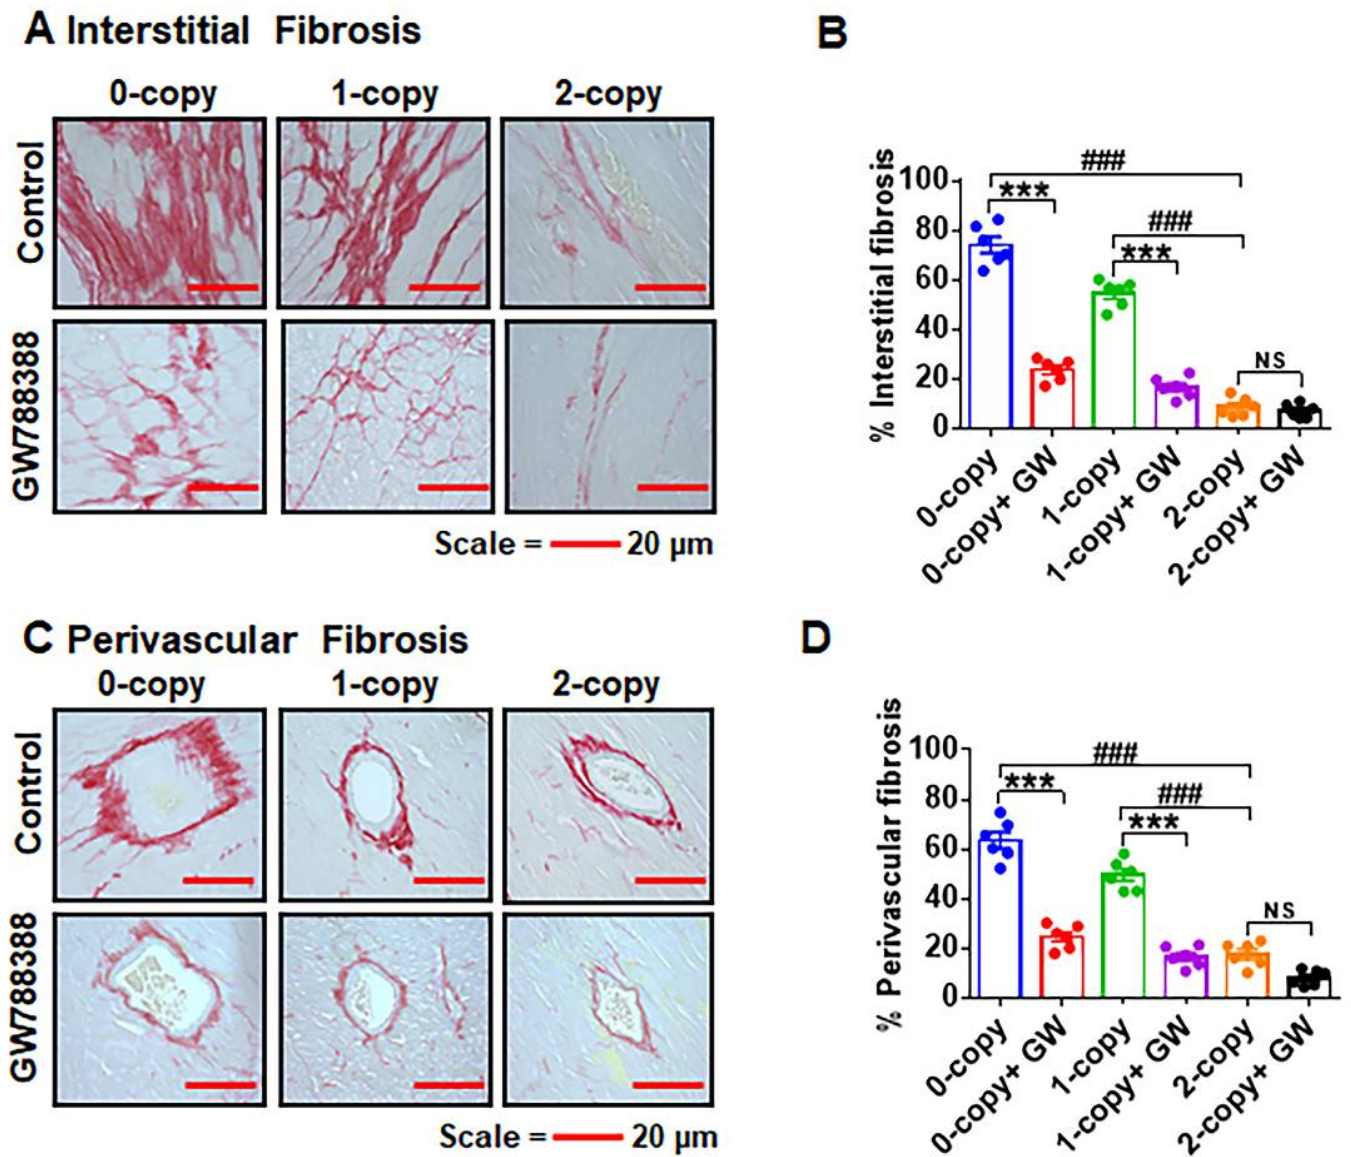 A Interstitial Fibrosis
0-copy 1-copy 2-copy
Control
GW788388
Scale = 20 µm
B
% Interstitial fibrosis
100
80
60
40
20
0
###
***
###
***
NS
0-copy
0-copy+ GW
1-copy
1-copy+ GW
2-copy
2-copy+ GW
C Perivascular Fibrosis
0-copy 1-copy 2-copy
Control
GW788388
Scale = 20 µm
D
% Perivascular fibrosis
100
80
60
40
20
0
###
***
###
***
NS
0-copy
0-copy+ GW
1-copy
1-copy+ GW
2-copy
2-copy+ GW